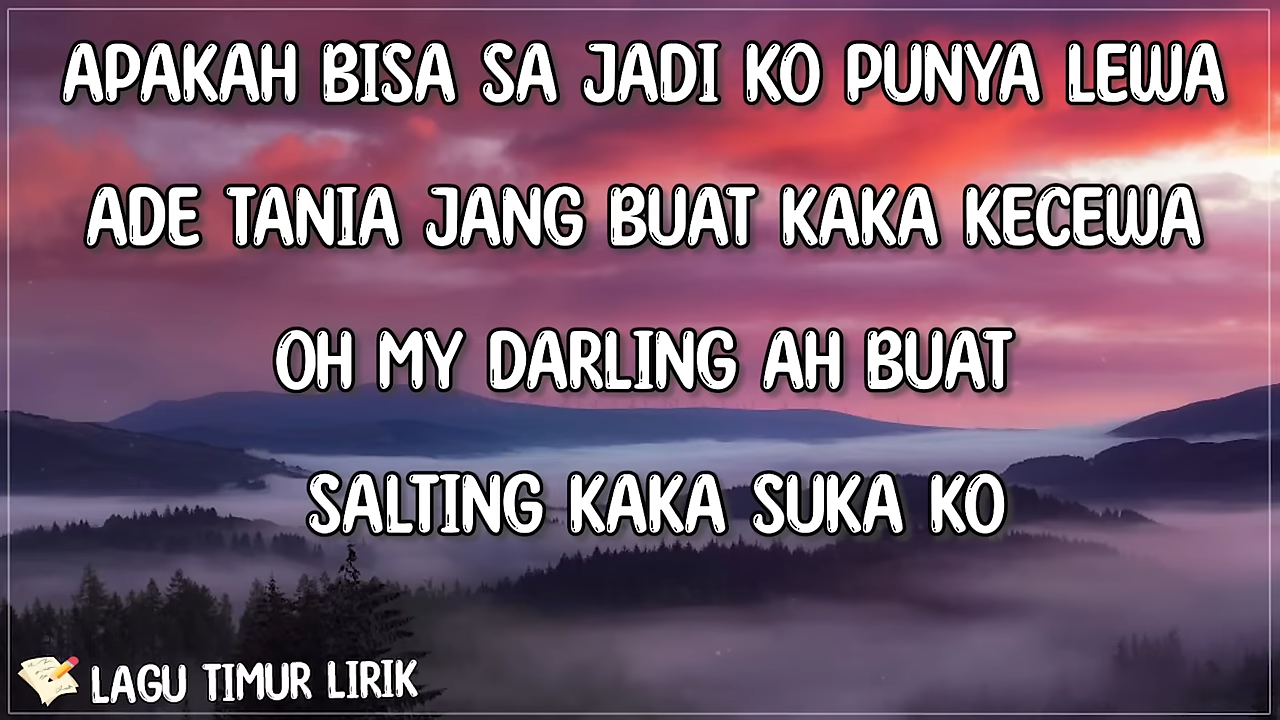 APAKAH BISA SA JADI KO PUNYA LEWA
ADE TANIA JANG BUAT KAKA KECEWA
OH MY DARLING AH BUAT
SALTING KAKA SUKA KO
LAGU TIMUR LIRIK